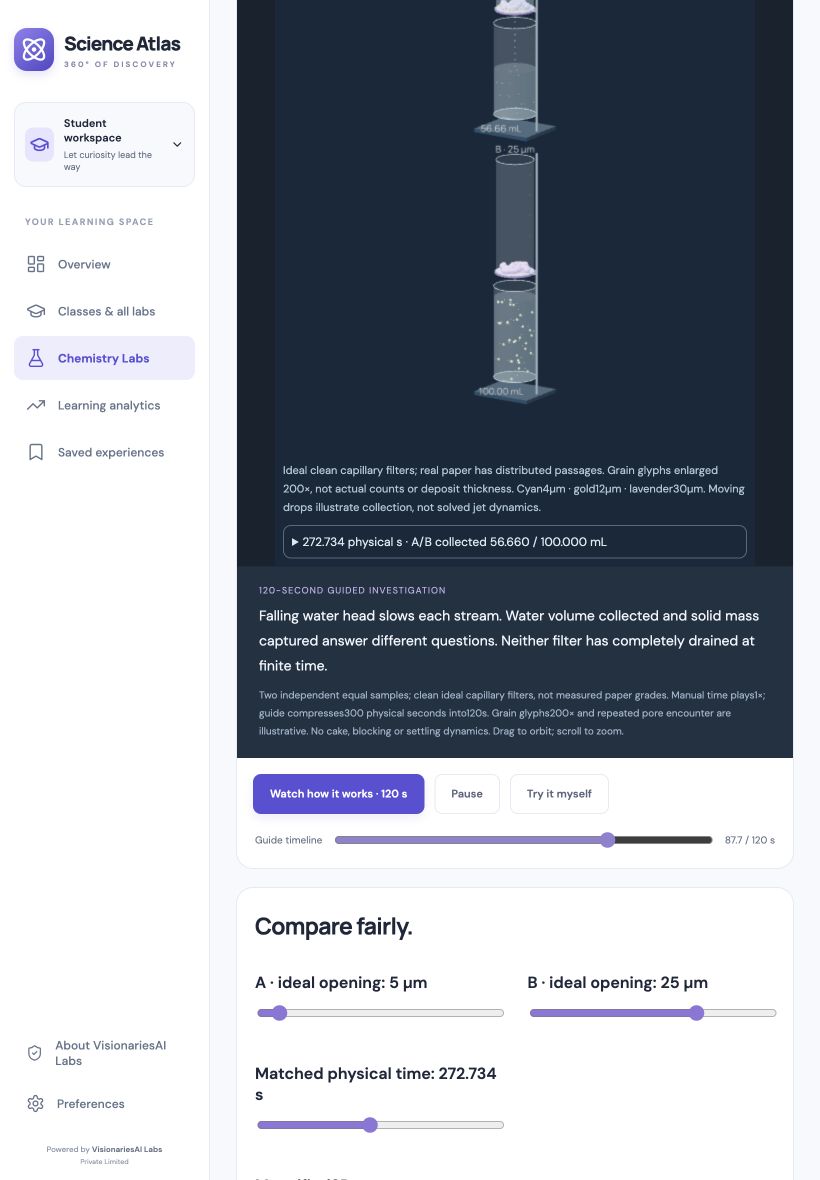 Science Atlas
360° OF DISCOVERY
Student
workspace
Let curiosity lead the
way
YOUR LEARNING SPACE
Overview
Classes & all labs
Chemistry Labs
Learning analytics
Saved experiences
About VisionariesAI
Labs
Preferences
Powered by VisionariesAI Labs
Private Limited
56.66 mL
B · 25 µm
100.00 mL
Ideal clean capillary filters; real paper has distributed passages. Grain glyphs enlarged
200×, not actual counts or deposit thickness. Cyan4µm · gold12µm · lavender30µm. Moving
drops illustrate collection, not solved jet dynamics.
▶ 272.734 physical s · A/B collected 56.660 / 100.000 mL
120-SECOND GUIDED INVESTIGATION
Falling water head slows each stream. Water volume collected and solid mass
captured answer different questions. Neither filter has completely drained at
finite time.
Two independent equal samples; clean ideal capillary filters, not measured paper grades. Manual time plays1×;
guide compresses300 physical seconds into120s. Grain glyphs200× and repeated pore encounter are
illustrative. No cake, blocking or settling dynamics. Drag to orbit; scroll to zoom.
Watch how it works · 120 s
Pause
Try it myself
Guide timeline
87.7 / 120 s
Compare fairly.
A · ideal opening: 5 µm
B · ideal opening: 25 µm
Matched physical time: 272.734
s